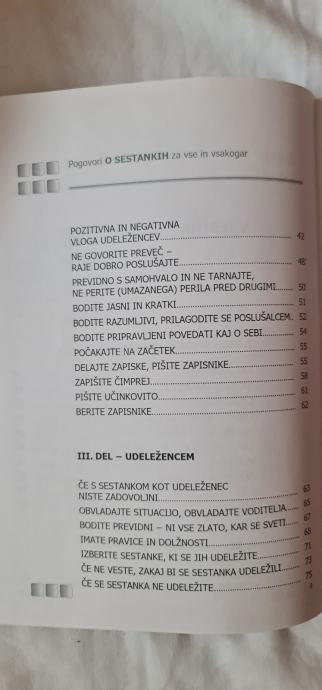 Pogovori O SESTANKIH za vse in vsakogar
POZITIVNA IN NEGATIVNA
VLOGA UDELEŽENCEV 42
NE GOVORITE PREVEČ –
RAJE DOBRO POSLUŠAJTE 48
PREVIDNO S SAMOHVALO IN NE TARNAJTE,
NE PERITE (UMAZANEGA) PERILA PRED DRUGIMI 50
BODITE JASNI IN KRATKI 51
BODITE RAZUMLJIVI, PRILAGODITE SE POSLUŠALCEM 52
BODITE PRIPRAVLJENI POVEDATI KAJ O SEBI 54
POČAKAJTE NA ZAČETEK 55
DELAJTE ZAPISKE, PIŠITE ZAPISNIKE 55
ZAPIŠITE ČIMPREJ 58
PIŠITE UČINKOVITO 61
BERITE ZAPISNIKE 62
III. DEL – UDELEŽENCEM
ČE S SESTANKOM KOT UDELEŽENEC
NISTE ZADOVOLJNI 63
OBVLADAJTE SITUACIJO, OBVLADAJTE VODITELJA 65
BODITE PREVIDNI – NI VSE ZLATO, KAR SE SVETI 67
IMATE PRAVICE IN DOLŽNOSTI 68
IZBERITE SESTANKE, KI SE JIH UDELEŽITE 71
ČE NE VESTE, ZAKAJ BI SE SESTANKA UDELEŽILI 73
ČE SE SESTANKA NE UDELEŽITE 75